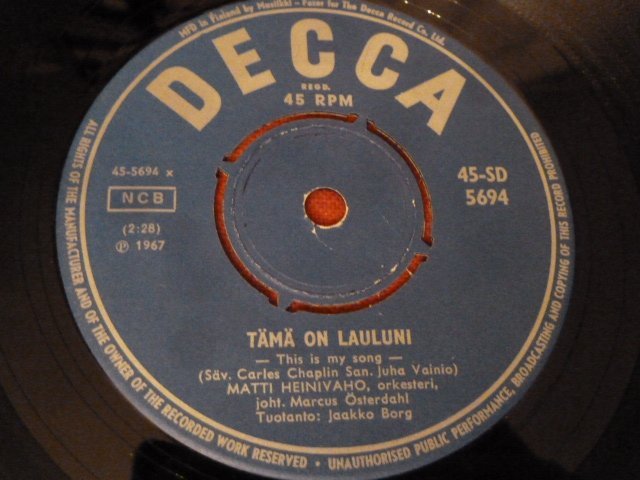 MFD in Finland by Musiikki - Fazer for The Decca Record Co. Ltd.
DECCA
REGD.
45 RPM
45-5694 x
NCB
(2:28)
℗ 1967
45-SD
5694
TÄMÄ ON LAULUNI
— This is my song —
(Säv. Carles Chaplin San. Juha Vainio)
MATTI HEINIVAHO, orkesteri,
joht. Marcus Österdahl
Tuotanto: Jaakko Borg
ALL RIGHTS OF THE MANUFACTURER AND OF THE OWNER OF THE RECORDED WORK RESERVED • UNAUTHORISED PUBLIC PERFORMANCE, BROADCASTING AND COPYING OF THIS RECORD PROHIBITED